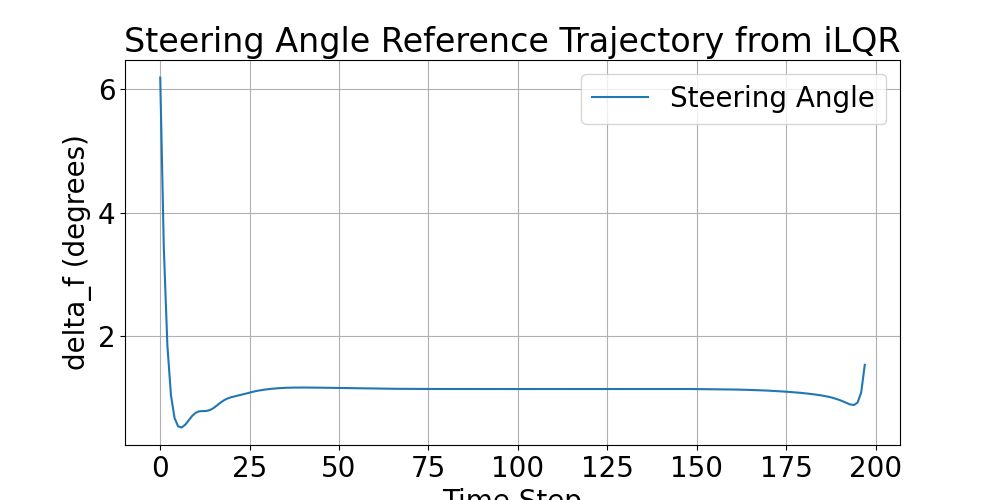 Steering Angle Reference Trajectory from iLQR
Steering Angle
delta_f (degrees)
6
4
2
0 25 50 75 100 125 150 175 200
Time Step